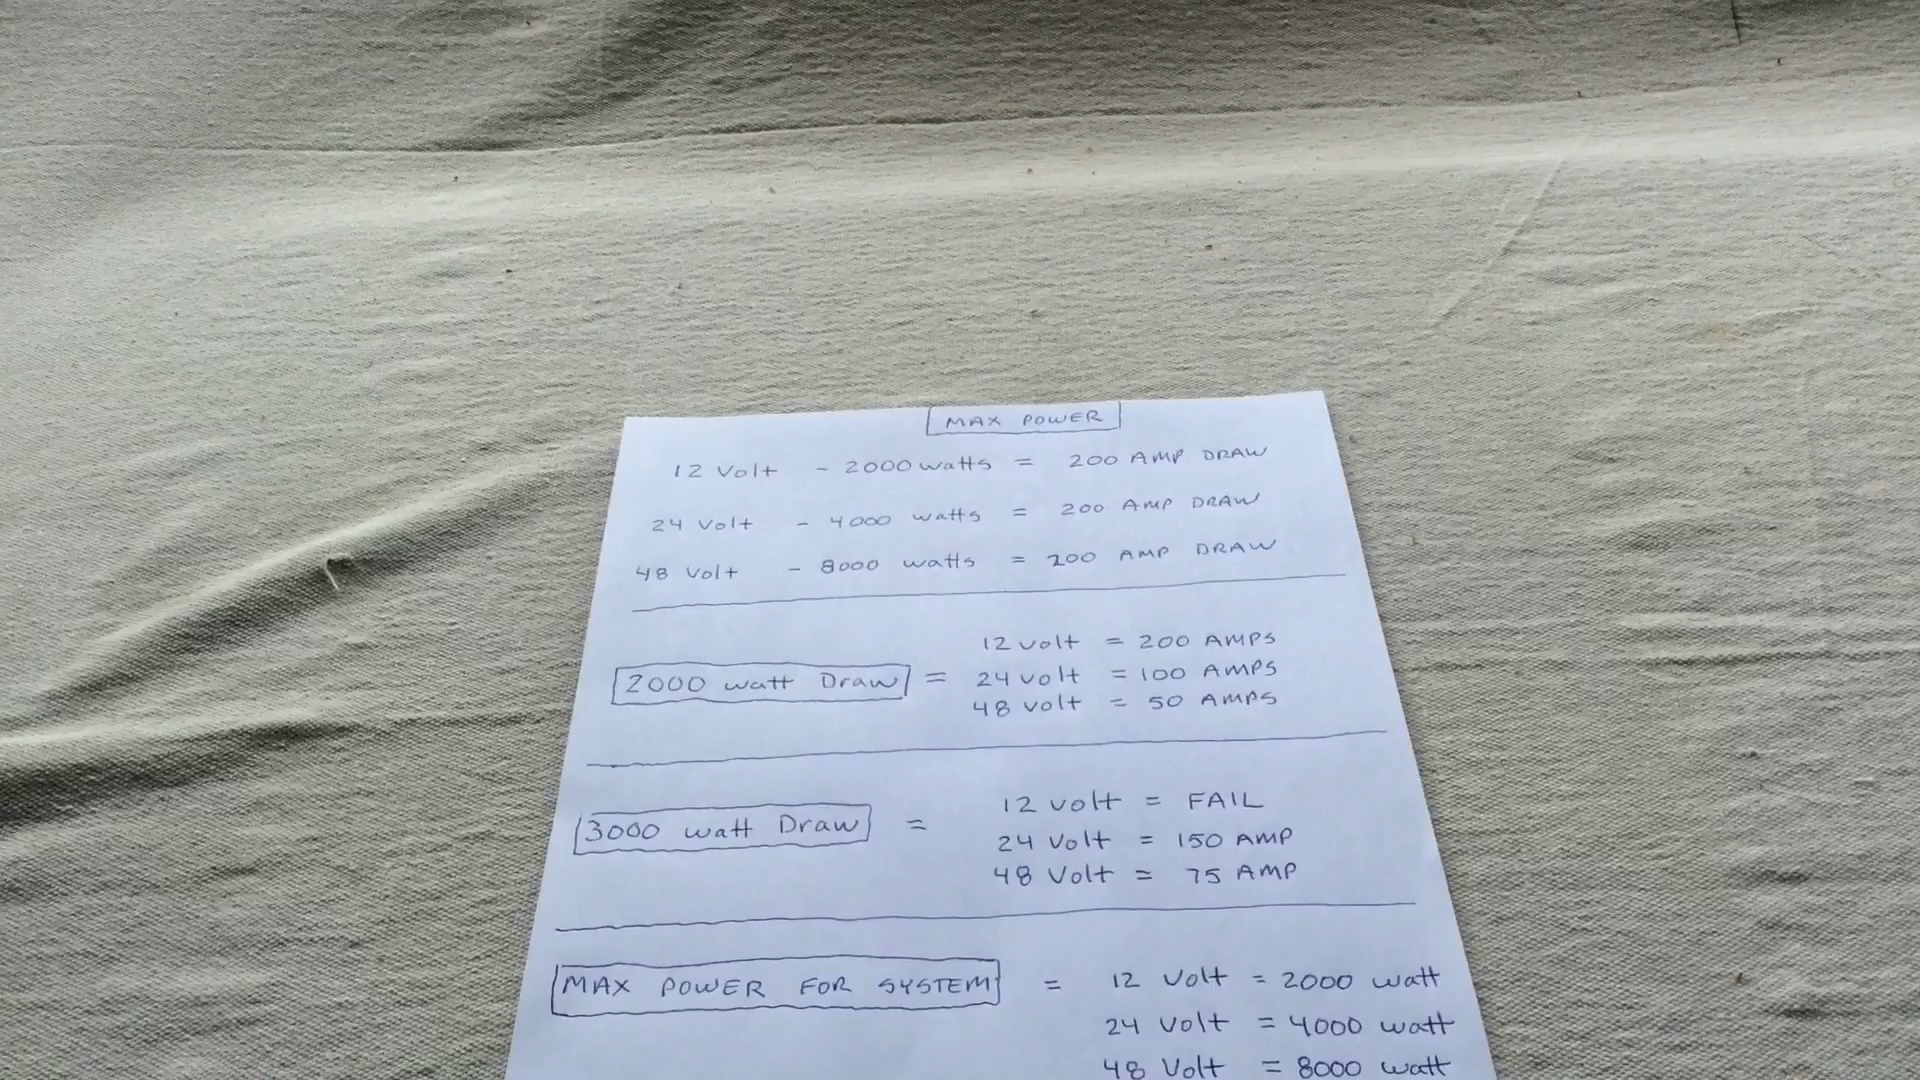 MAX POWER
12 Volt - 2000 watts = 200 AMP DRAW
24 Volt - 4000 watts = 200 AMP DRAW
48 Volt - 8000 watts = 200 AMP DRAW
2000 watt Draw =
12 volt = 200 AMPS
24 volt = 100 AMPS
48 volt = 50 AMPS
3000 watt Draw =
12 volt = FAIL
24 Volt = 150 AMP
48 Volt = 75 AMP
MAX POWER FOR SYSTEM =
12 Volt = 2000 watt
24 Volt = 4000 watt
48 Volt = 8000 watt